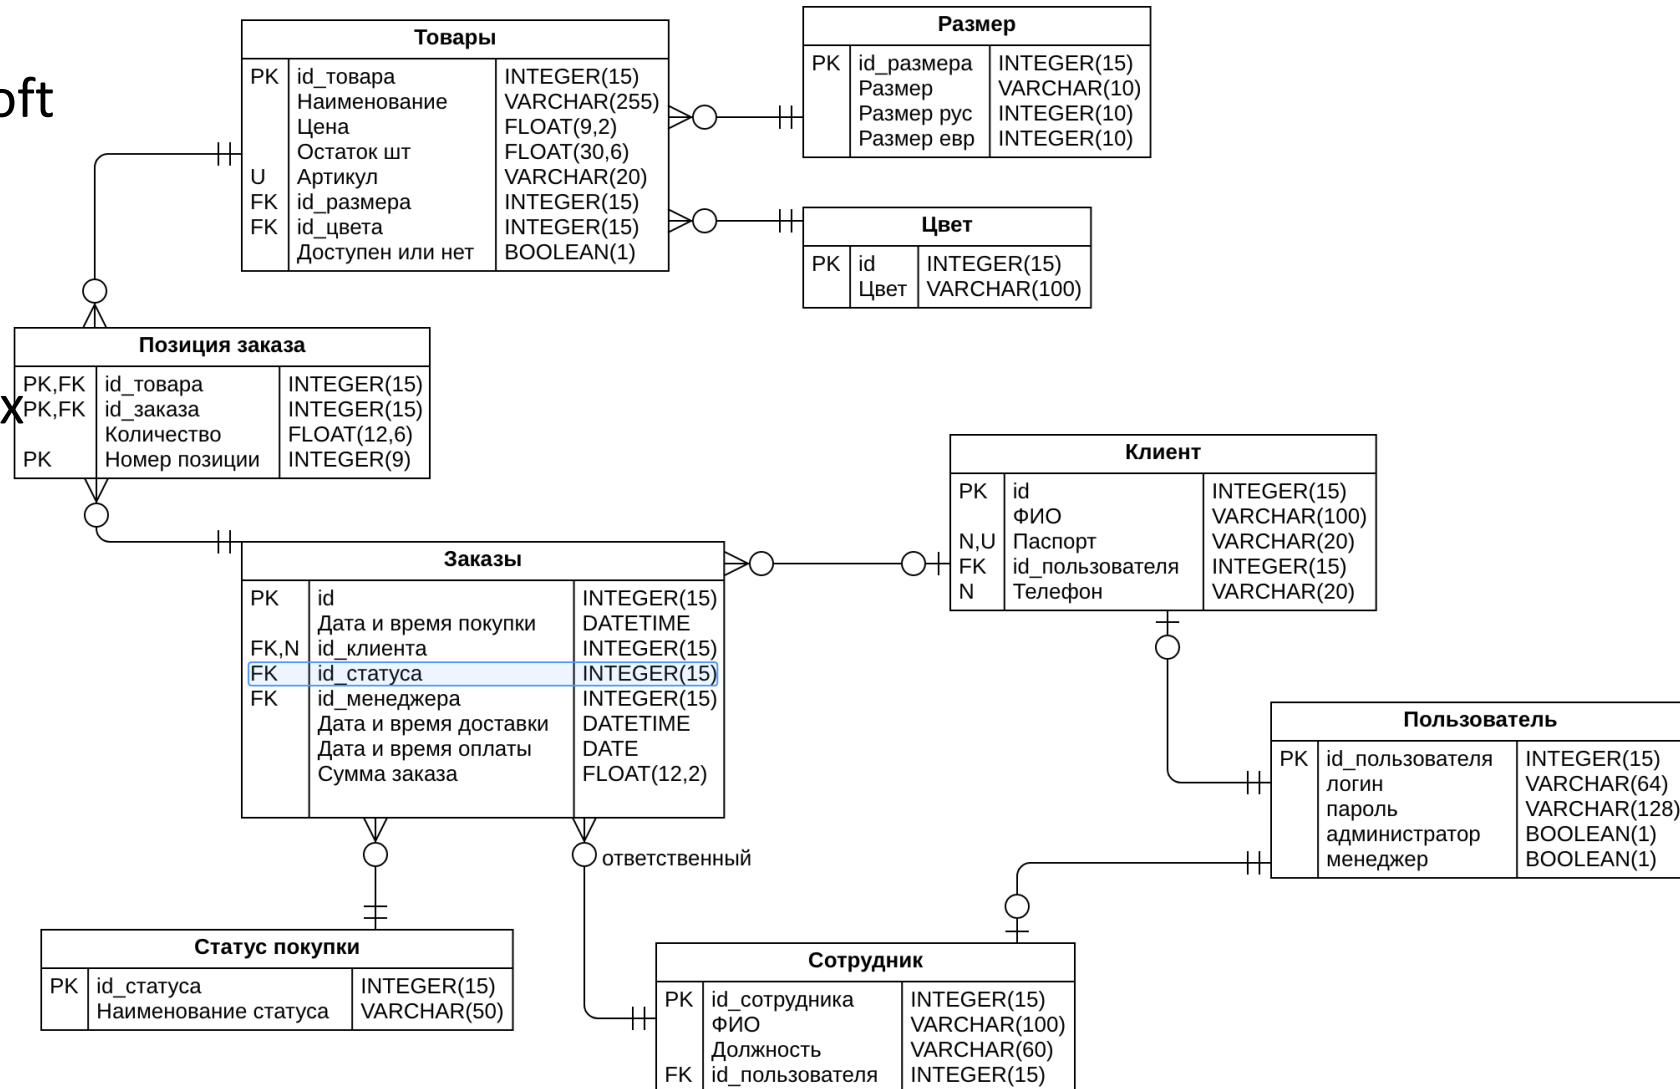 oft
Товары
PK id_товара INTEGER(15)
Наименование VARCHAR(255)
Цена FLOAT(9,2)
Остаток шт FLOAT(30,6)
U Артикул VARCHAR(20)
FK id_размера INTEGER(15)
FK id_цвета INTEGER(15)
Доступен или нет BOOLEAN(1)
Размер
PK id_размера INTEGER(15)
Размер VARCHAR(10)
Размер рус INTEGER(10)
Размер евр INTEGER(10)
Цвет
PK id INTEGER(15)
Цвет VARCHAR(100)
Позиция заказа
PK,FK id_товара INTEGER(15)
х
PK,FK id_заказа INTEGER(15)
Количество FLOAT(12,6)
PK Номер позиции INTEGER(9)
Клиент
PK id INTEGER(15)
ФИО VARCHAR(100)
N,U Паспорт VARCHAR(20)
FK id_пользователя INTEGER(15)
N Телефон VARCHAR(20)
Заказы
PK id INTEGER(15)
Дата и время покупки DATETIME
FK,N id_клиента INTEGER(15)
FK id_статуса INTEGER(15)
FK id_менеджера INTEGER(15)
Дата и время доставки DATETIME
Дата и время оплаты DATE
Сумма заказа FLOAT(12,2)
ответственный
Пользователь
PK id_пользователя INTEGER(15)
логин VARCHAR(64)
пароль VARCHAR(128)
администратор BOOLEAN(1)
менеджер BOOLEAN(1)
Статус покупки
PK id_статуса INTEGER(15)
Наименование статуса VARCHAR(50)
Сотрудник
PK id_сотрудника INTEGER(15)
ФИО VARCHAR(100)
Должность VARCHAR(60)
FK id_пользователя INTEGER(15)